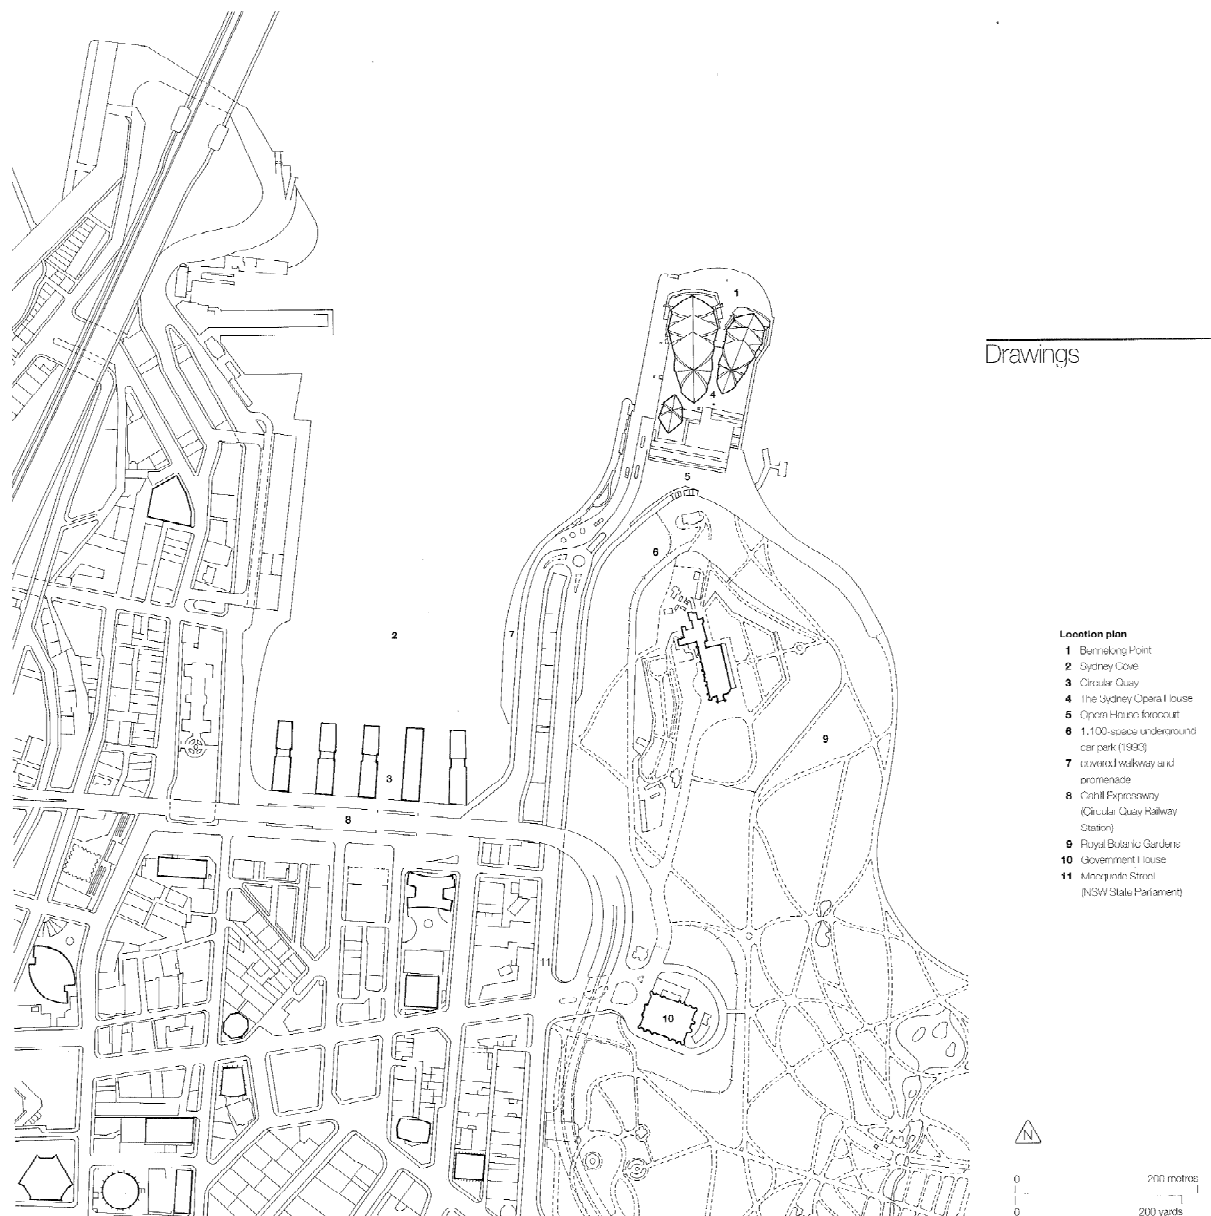 1
Drawings
4
5
6
2
7
9
3
8
11
10
Location plan
1 Bennelong Point
2 Sydney Cove
3 Circular Quay
4 The Sydney Opera House
5 Opera House forecourt
6 1,100-space underground
car park (1993)
7 covered walkway and
promenade
8 Cahill Expressway
(Circular Quay Railway
Station)
9 Royal Botanic Gardens
10 Government House
11 Macquarie Street
(NSW State Parliament)
N
0 200 metres
0 200 yards